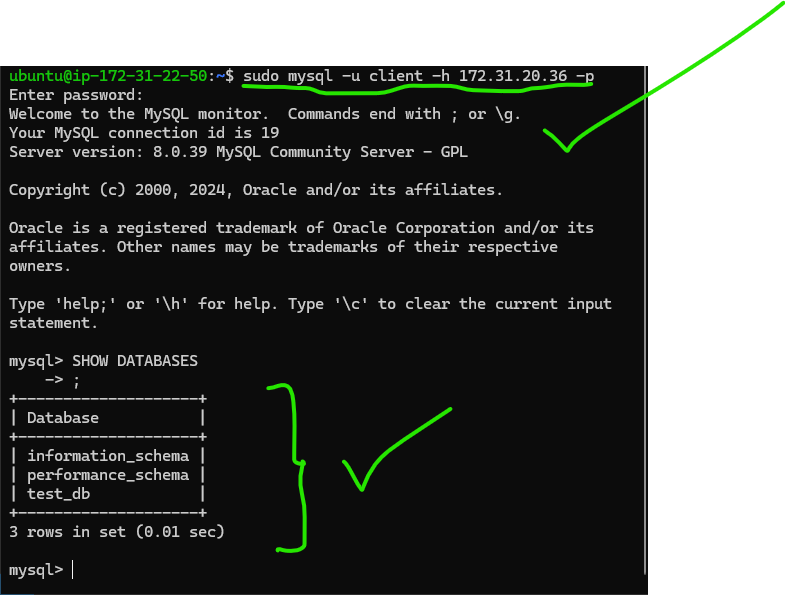 ubuntu@ip-172-31-22-50:~$ sudo mysql -u client -h 172.31.20.36 -p
Enter password:
Welcome to the MySQL monitor.  Commands end with ; or \g.
Your MySQL connection id is 19
Server version: 8.0.39 MySQL Community Server - GPL

Copyright (c) 2000, 2024, Oracle and/or its affiliates.

Oracle is a registered trademark of Oracle Corporation and/or its
affiliates. Other names may be trademarks of their respective
owners.

Type 'help;' or '\h' for help. Type '\c' to clear the current input
statement.

mysql> SHOW DATABASES
    -> ;
+--------------------+
| Database           |
+--------------------+
| information_schema |
| performance_schema |
| test_db            |
+--------------------+
3 rows in set (0.01 sec)

mysql>